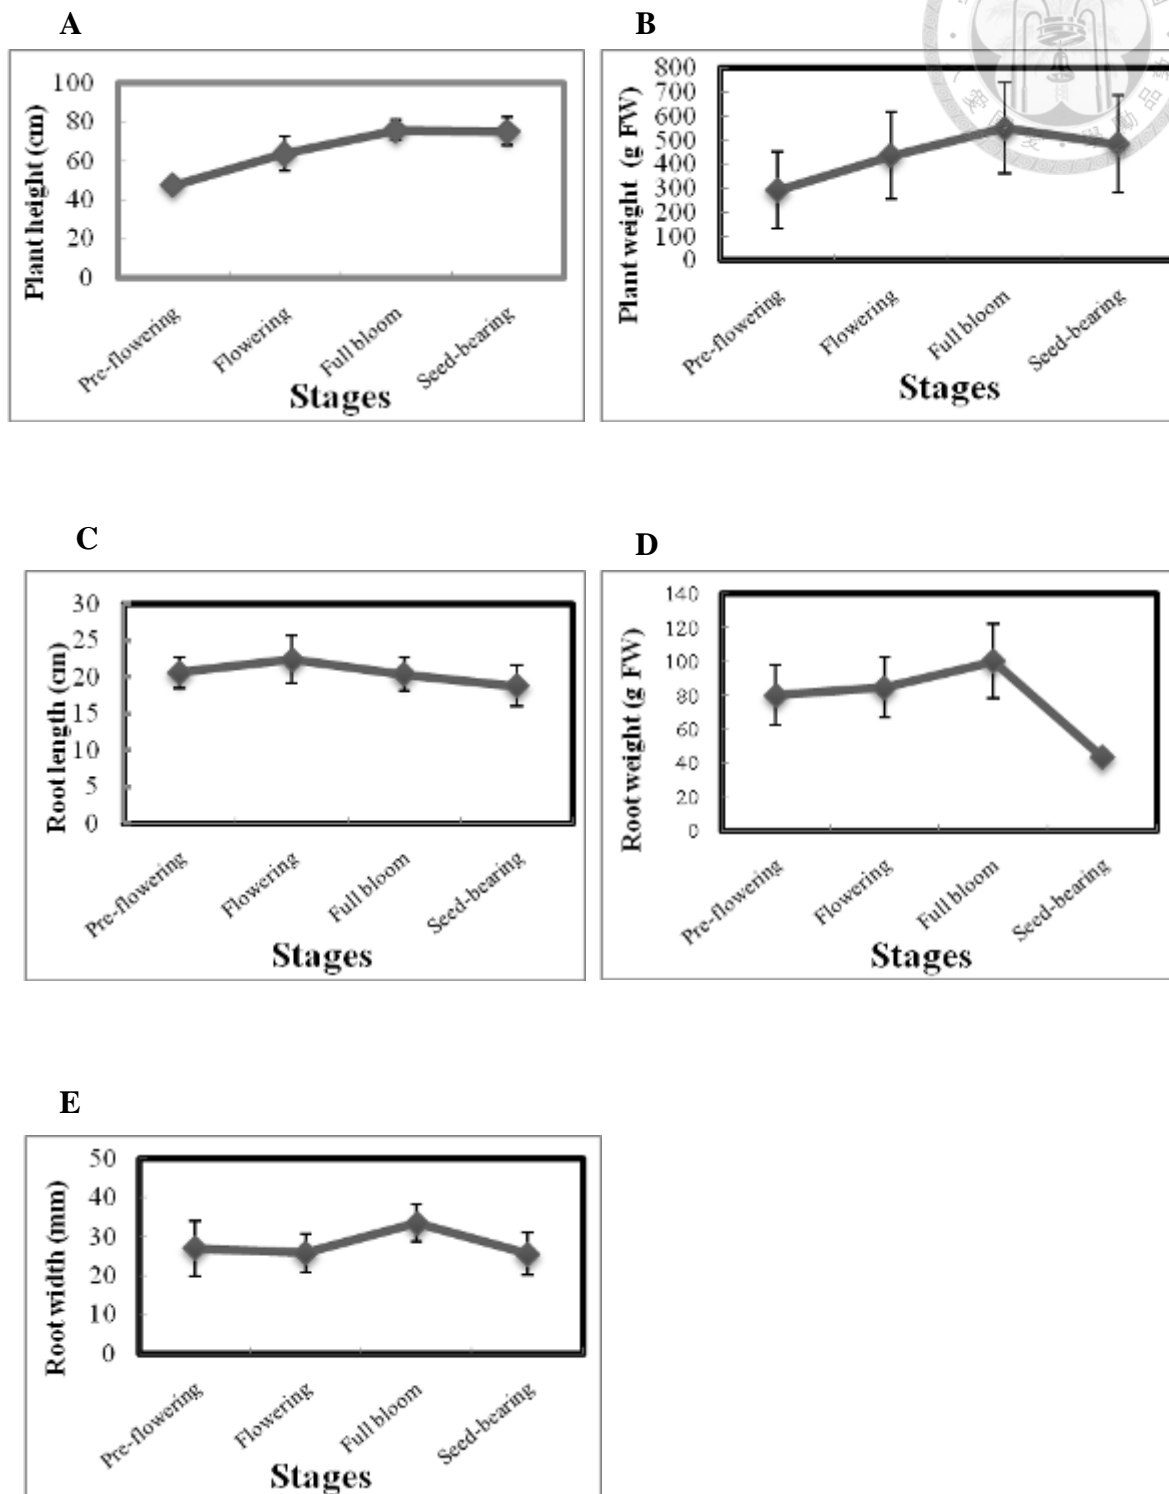 A
Plant height (cm)
100
80
60
40
20
0
Pre-flowering
Flowering
Full bloom
Seed-bearing
Stages
B
Plant weight (g FW)
800
700
600
500
400
300
200
100
0
Pre-flowering
Flowering
Full bloom
Seed-bearing
Stages
C
Root length (cm)
30
25
20
15
10
5
0
Pre-flowering
Flowering
Full bloom
Seed-bearing
Stages
D
Root weight (g FW)
140
120
100
80
60
40
20
0
Pre-flowering
Flowering
Full bloom
Seed-bearing
Stages
E
Root width (mm)
50
40
30
20
10
0
Pre-flowering
Flowering
Full bloom
Seed-bearing
Stages